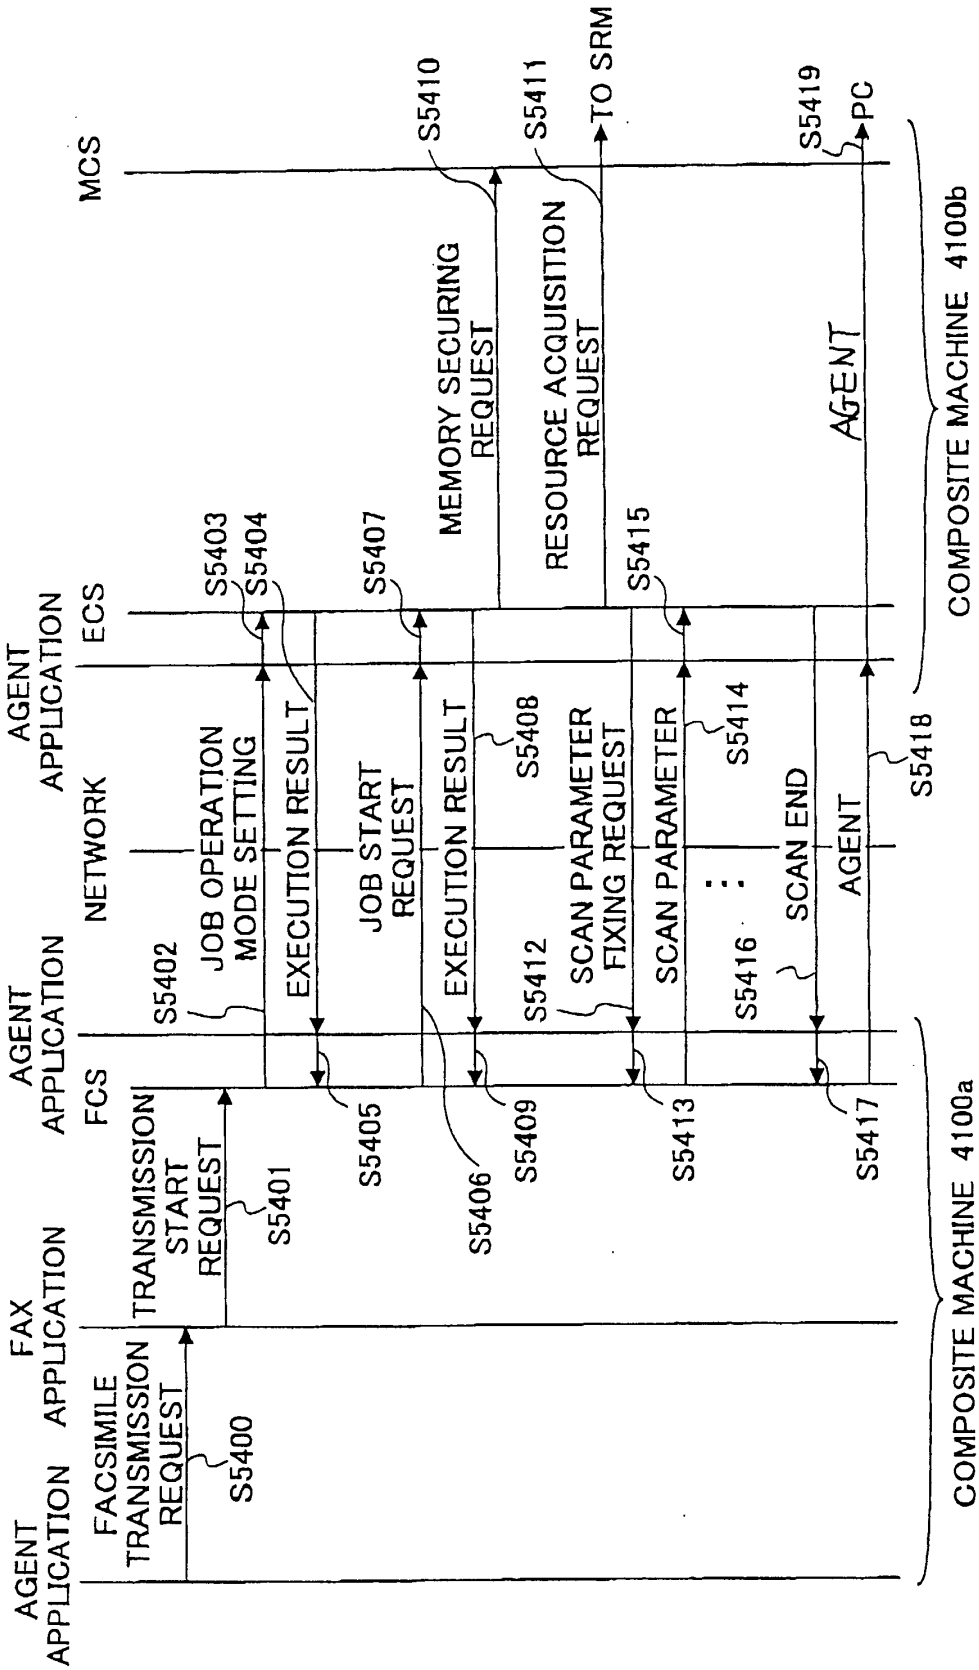 AGENT
APPLICATION
FAX
APPLICATION
AGENT
APPLICATION
FCS
NETWORK
AGENT
APPLICATION
ECS
MCS
FACSIMILE
TRANSMISSION
REQUEST
S5400
TRANSMISSION
START
REQUEST
S5401
S5402
JOB OPERATION
MODE SETTING
S5403
S5404
EXECUTION RESULT
S5405
JOB START
REQUEST
S5406
S5407
EXECUTION RESULT
S5408
S5409
MEMORY SECURING
REQUEST
S5410
RESOURCE ACQUISITION
REQUEST
S5411
TO SRM
S5412
SCAN PARAMETER
FIXING REQUEST
S5413
SCAN PARAMETER
S5414
S5415
S5416
SCAN END
S5417
AGENT
S5418
AGENT
S5419
PC
COMPOSITE MACHINE 4100a
COMPOSITE MACHINE 4100b